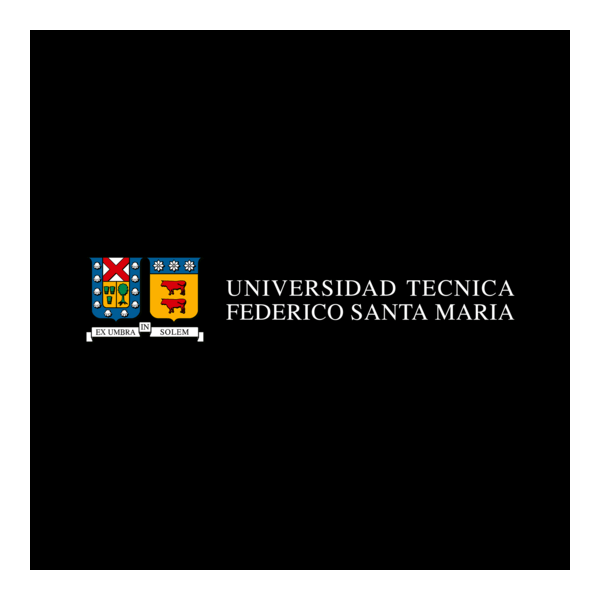 EX UMBRA IN SOLEM
UNIVERSIDAD TECNICA
FEDERICO SANTA MARIA